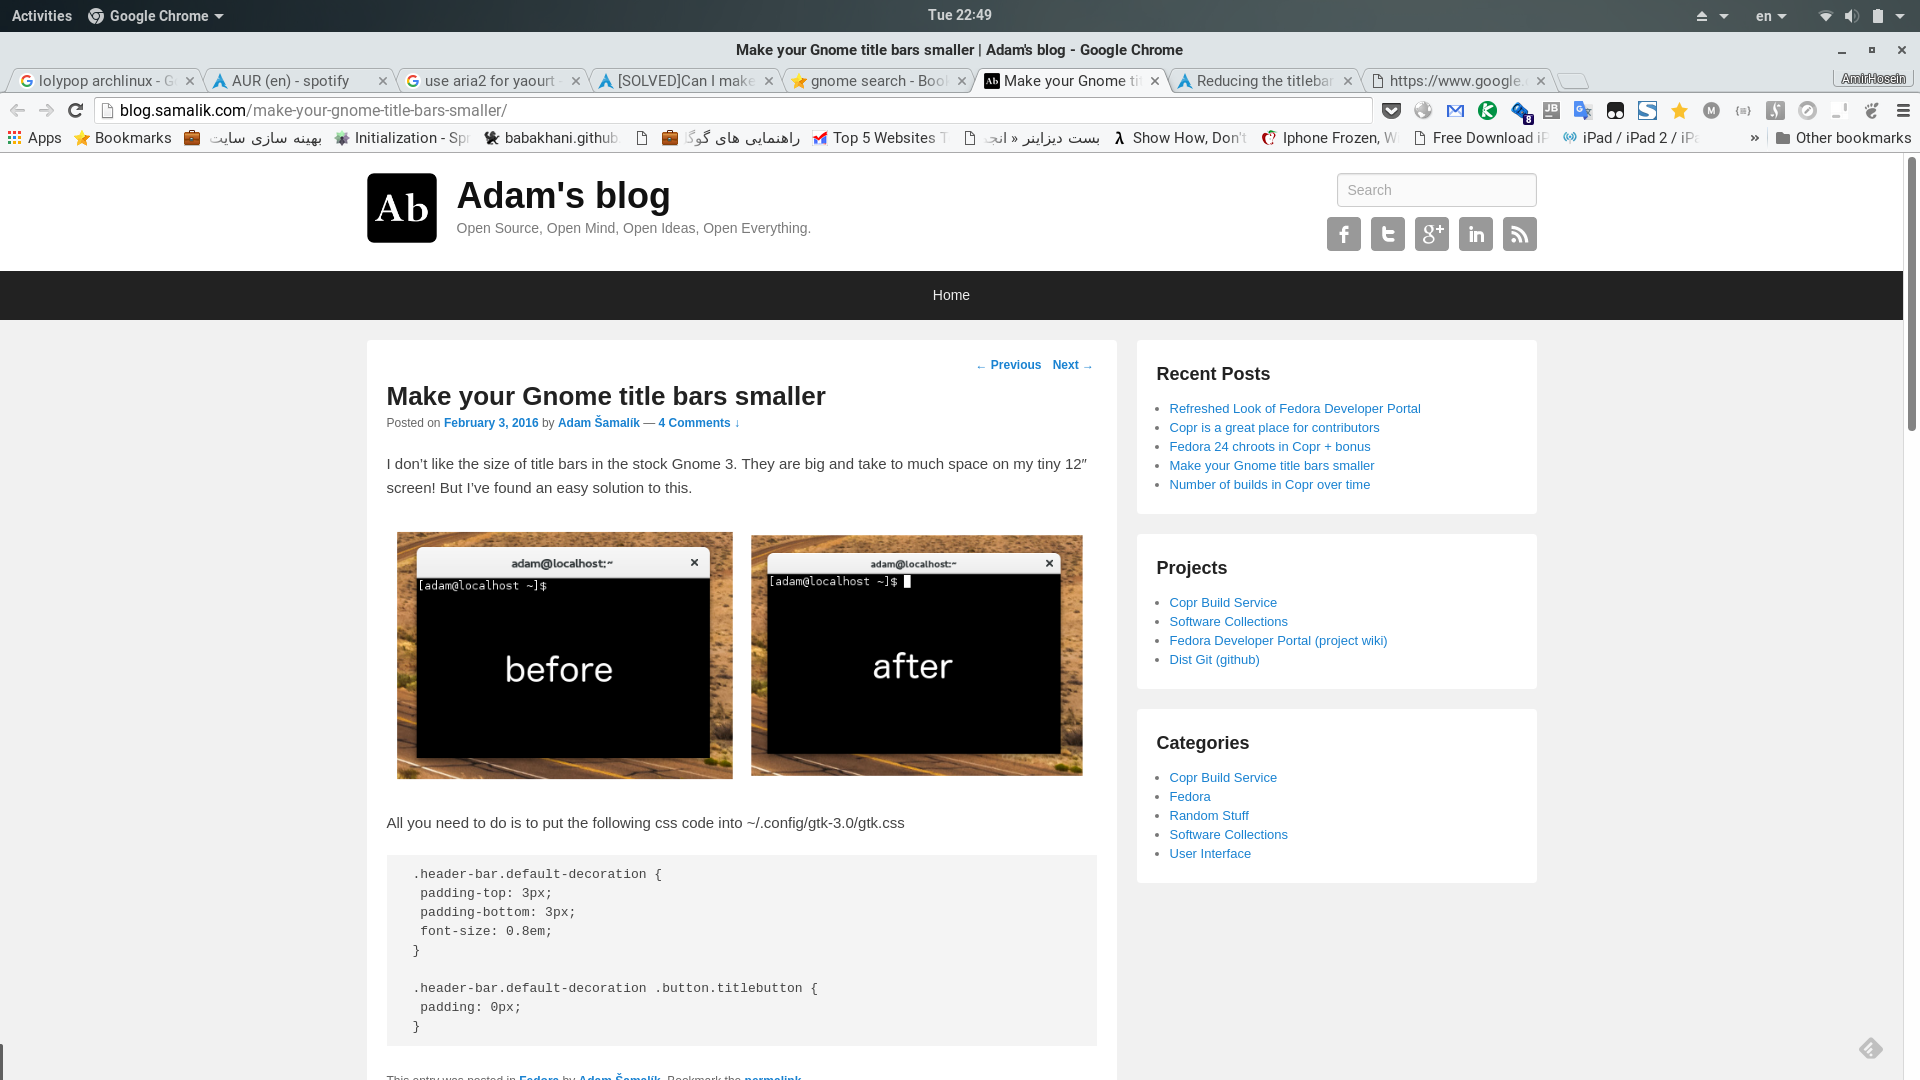 Activities Google Chrome Tue 22:49 en
Make your Gnome title bars smaller | Adam's blog - Google Chrome
lolypop archlinux - G AUR (en) - spotify use aria2 for yaourt - [SOLVED]Can I make gnome search - Boo Make your Gnome tit Reducing the titlebar https://www.google. AmirHosein
blog.samalik.com/make-your-gnome-title-bars-smaller/
Apps Bookmarks بهینه سازی سایت Initialization - Spr babakhani.github. راهنمایی های گوگا Top 5 Websites T بست دیزاینر « انجـ Show How, Don't Iphone Frozen, W Free Download iP iPad / iPad 2 / iPa » Other bookmarks
Ab
Adam's blog
Open Source, Open Mind, Open Ideas, Open Everything.
Search
Home
← Previous Next →
Make your Gnome title bars smaller
Posted on February 3, 2016 by Adam Šamalík — 4 Comments ↓
I don’t like the size of title bars in the stock Gnome 3. They are big and take to much space on my tiny 12″
screen! But I’ve found an easy solution to this.
adam@localhost:~
[adam@localhost ~]$
before
adam@localhost:~
[adam@localhost ~]$
after
All you need to do is to put the following css code into ~/.config/gtk-3.0/gtk.css
.header-bar.default-decoration {
padding-top: 3px;
padding-bottom: 3px;
font-size: 0.8em;
}
.header-bar.default-decoration .button.titlebutton {
padding: 0px;
}
This entry was posted in Fedora by Adam Šamalík. Bookmark the permalink.
Recent Posts
Refreshed Look of Fedora Developer Portal
Copr is a great place for contributors
Fedora 24 chroots in Copr + bonus
Make your Gnome title bars smaller
Number of builds in Copr over time
Projects
Copr Build Service
Software Collections
Fedora Developer Portal (project wiki)
Dist Git (github)
Categories
Copr Build Service
Fedora
Random Stuff
Software Collections
User Interface